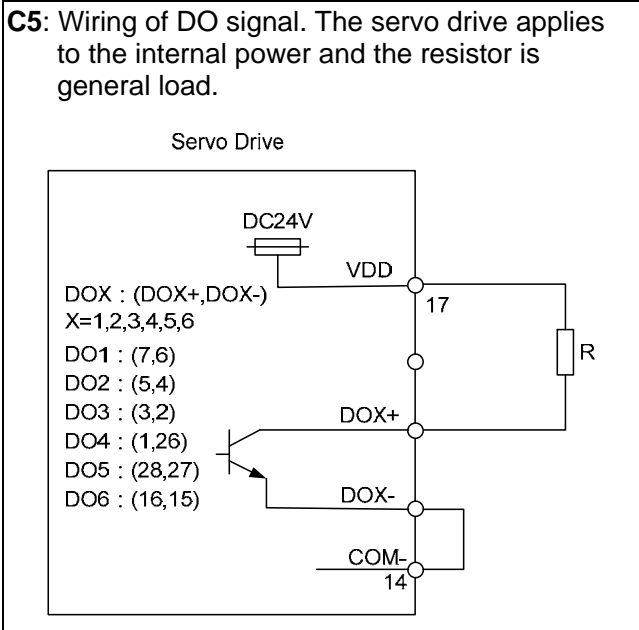 C5: Wiring of DO signal. The servo drive applies
to the internal power and the resistor is
general load.
Servo Drive
DC24V
VDD
17
DOX : (DOX+,DOX-)
X=1,2,3,4,5,6
DO1 : (7,6)
DO2 : (5,4)
DO3 : (3,2)
DO4 : (1,26)
DO5 : (28,27)
DO6 : (16,15)
R
DOX+
DOX-
COM-
14